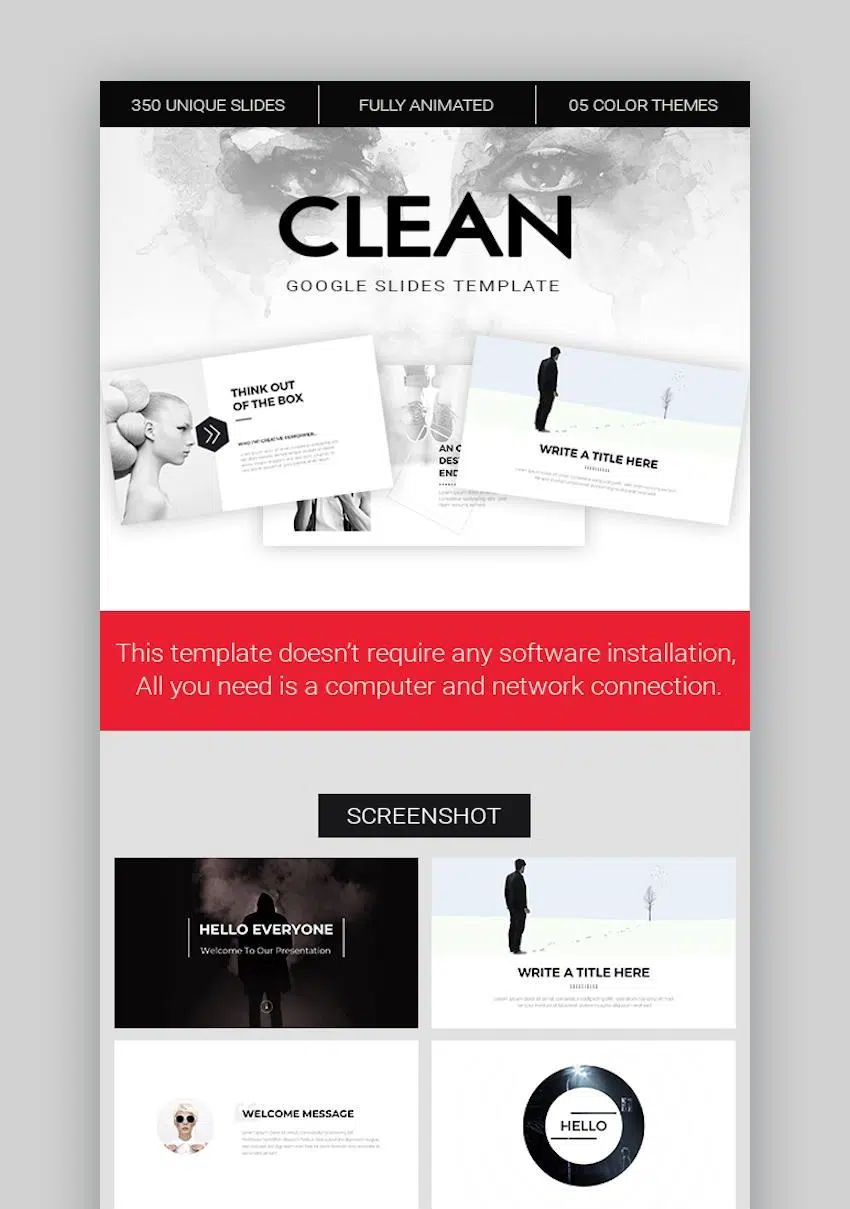 350 UNIQUE SLIDES
FULLY ANIMATED
05 COLOR THEMES
CLEAN
GOOGLE SLIDES TEMPLATE
THINK OUT
OF THE BOX
WRITE A TITLE HERE
This template doesn't require any software installation,
All you need is a computer and network connection.
SCREENSHOT
HELLO EVERYONE
Welcome To Our Presentation
WRITE A TITLE HERE
WELCOME MESSAGE
HELLO